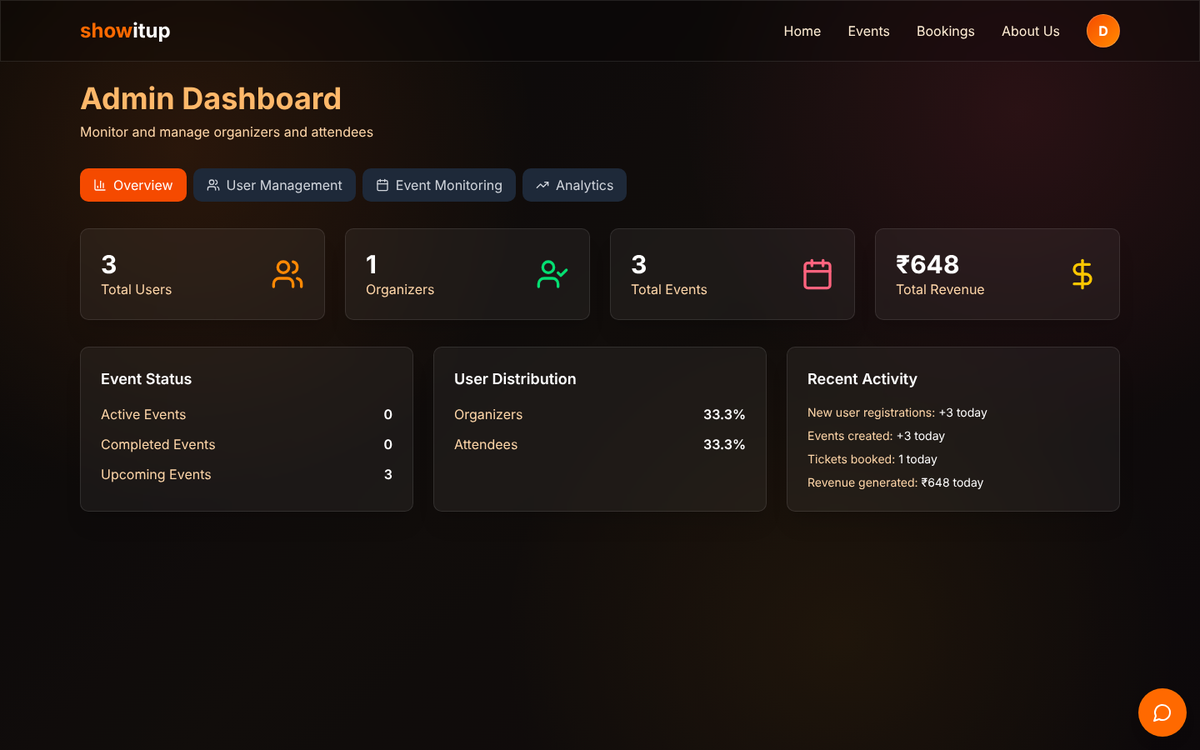 showitup
Home Events Bookings About Us D
Admin Dashboard
Monitor and manage organizers and attendees
Overview User Management Event Monitoring Analytics
3
Total Users
1
Organizers
3
Total Events
₹648
Total Revenue
Event Status
Active Events 0
Completed Events 0
Upcoming Events 3
User Distribution
Organizers 33.3%
Attendees 33.3%
Recent Activity
New user registrations: +3 today
Events created: +3 today
Tickets booked: 1 today
Revenue generated: ₹648 today